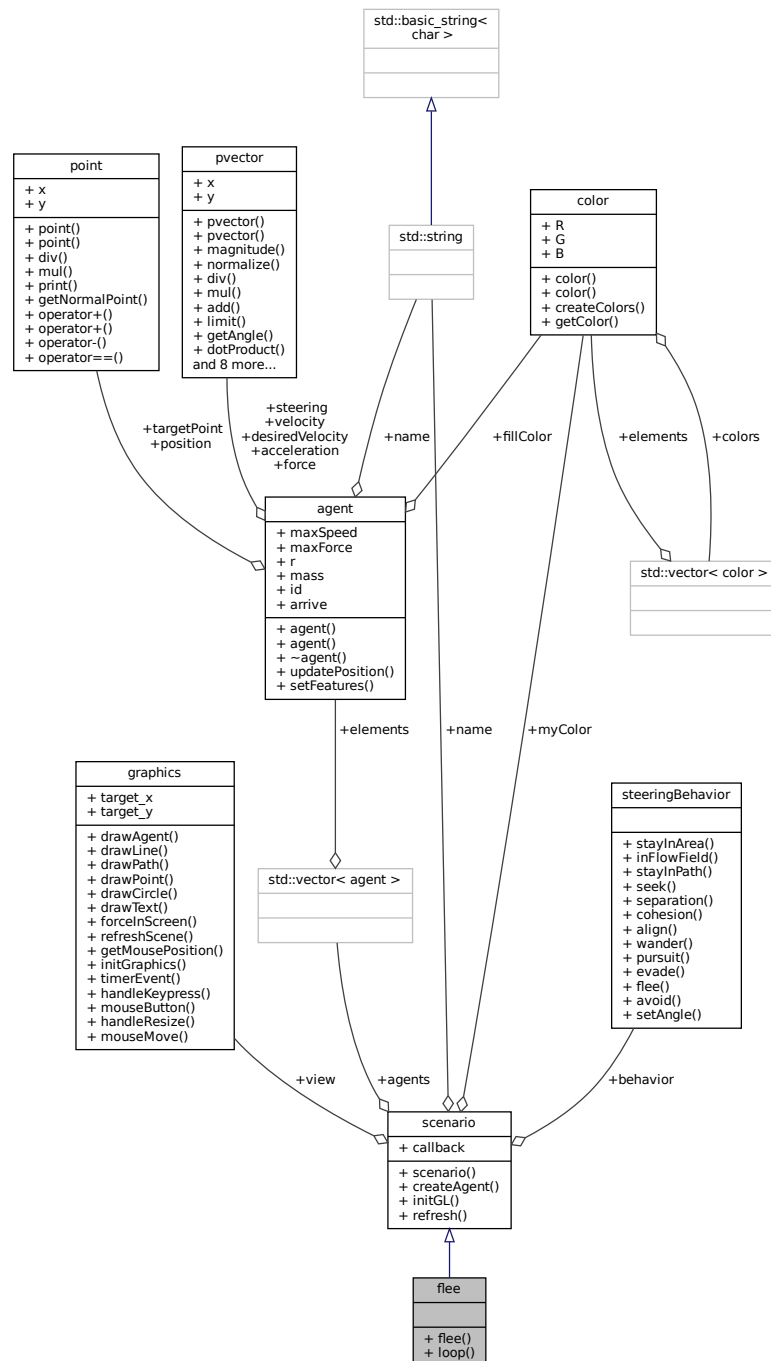 std::basic_string<
char >
point
+ x
+ y
+ point()
+ point()
+ div()
+ mul()
+ print()
+ getNormalPoint()
+ operator+()
+ operator+()
+ operator-()
+ operator==()
pvector
+ x
+ y
+ pvector()
+ pvector()
+ magnitude()
+ normalize()
+ div()
+ mul()
+ add()
+ limit()
+ getAngle()
+ dotProduct()
and 8 more...
std::string
color
+ R
+ G
+ B
+ color()
+ color()
+ createColors()
+ getColor()
+targetPoint
+position
+steering
+velocity
+desiredVelocity
+acceleration
+force
+name
+fillColor
+elements
+colors
agent
+ maxSpeed
+ maxForce
+ r
+ mass
+ id
+ arrive
+ agent()
+ agent()
+ ~agent()
+ updatePosition()
+ setFeatures()
std::vector< color >
+elements
+name
+myColor
graphics
+ target_x
+ target_y
+ drawAgent()
+ drawLine()
+ drawPath()
+ drawPoint()
+ drawCircle()
+ drawText()
+ forceInScreen()
+ refreshScene()
+ getMousePosition()
+ initGraphics()
+ timerEvent()
+ handleKeypress()
+ mouseButton()
+ handleResize()
+ mouseMove()
std::vector< agent >
steeringBehavior
+ stayInArea()
+ inFlowField()
+ stayInPath()
+ seek()
+ separation()
+ cohesion()
+ align()
+ wander()
+ pursuit()
+ evade()
+ flee()
+ avoid()
+ setAngle()
+view
+agents
+behavior
scenario
+ callback
+ scenario()
+ createAgent()
+ initGL()
+ refresh()
flee
+ flee()
+ loop()